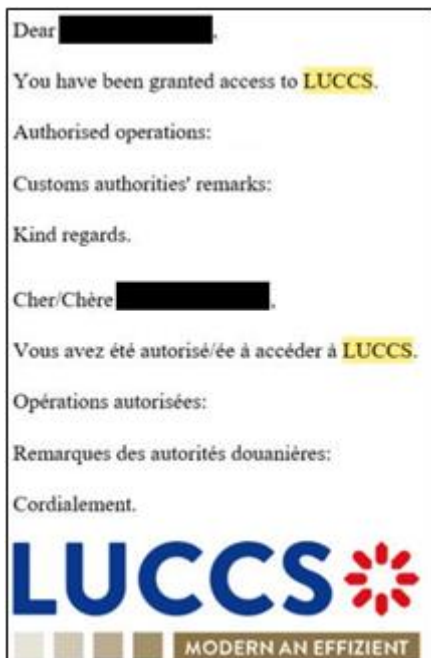 Dear ,
You have been granted access to LUCCS.
Authorised operations:
Customs authorities' remarks:
Kind regards.
Cher/Chère ,
Vous avez été autorisé/ée à accéder à LUCCS.
Opérations autorisées:
Remarques des autorités douanières:
Cordialement.
LUCCS
MODERN AN EFFIZIENT